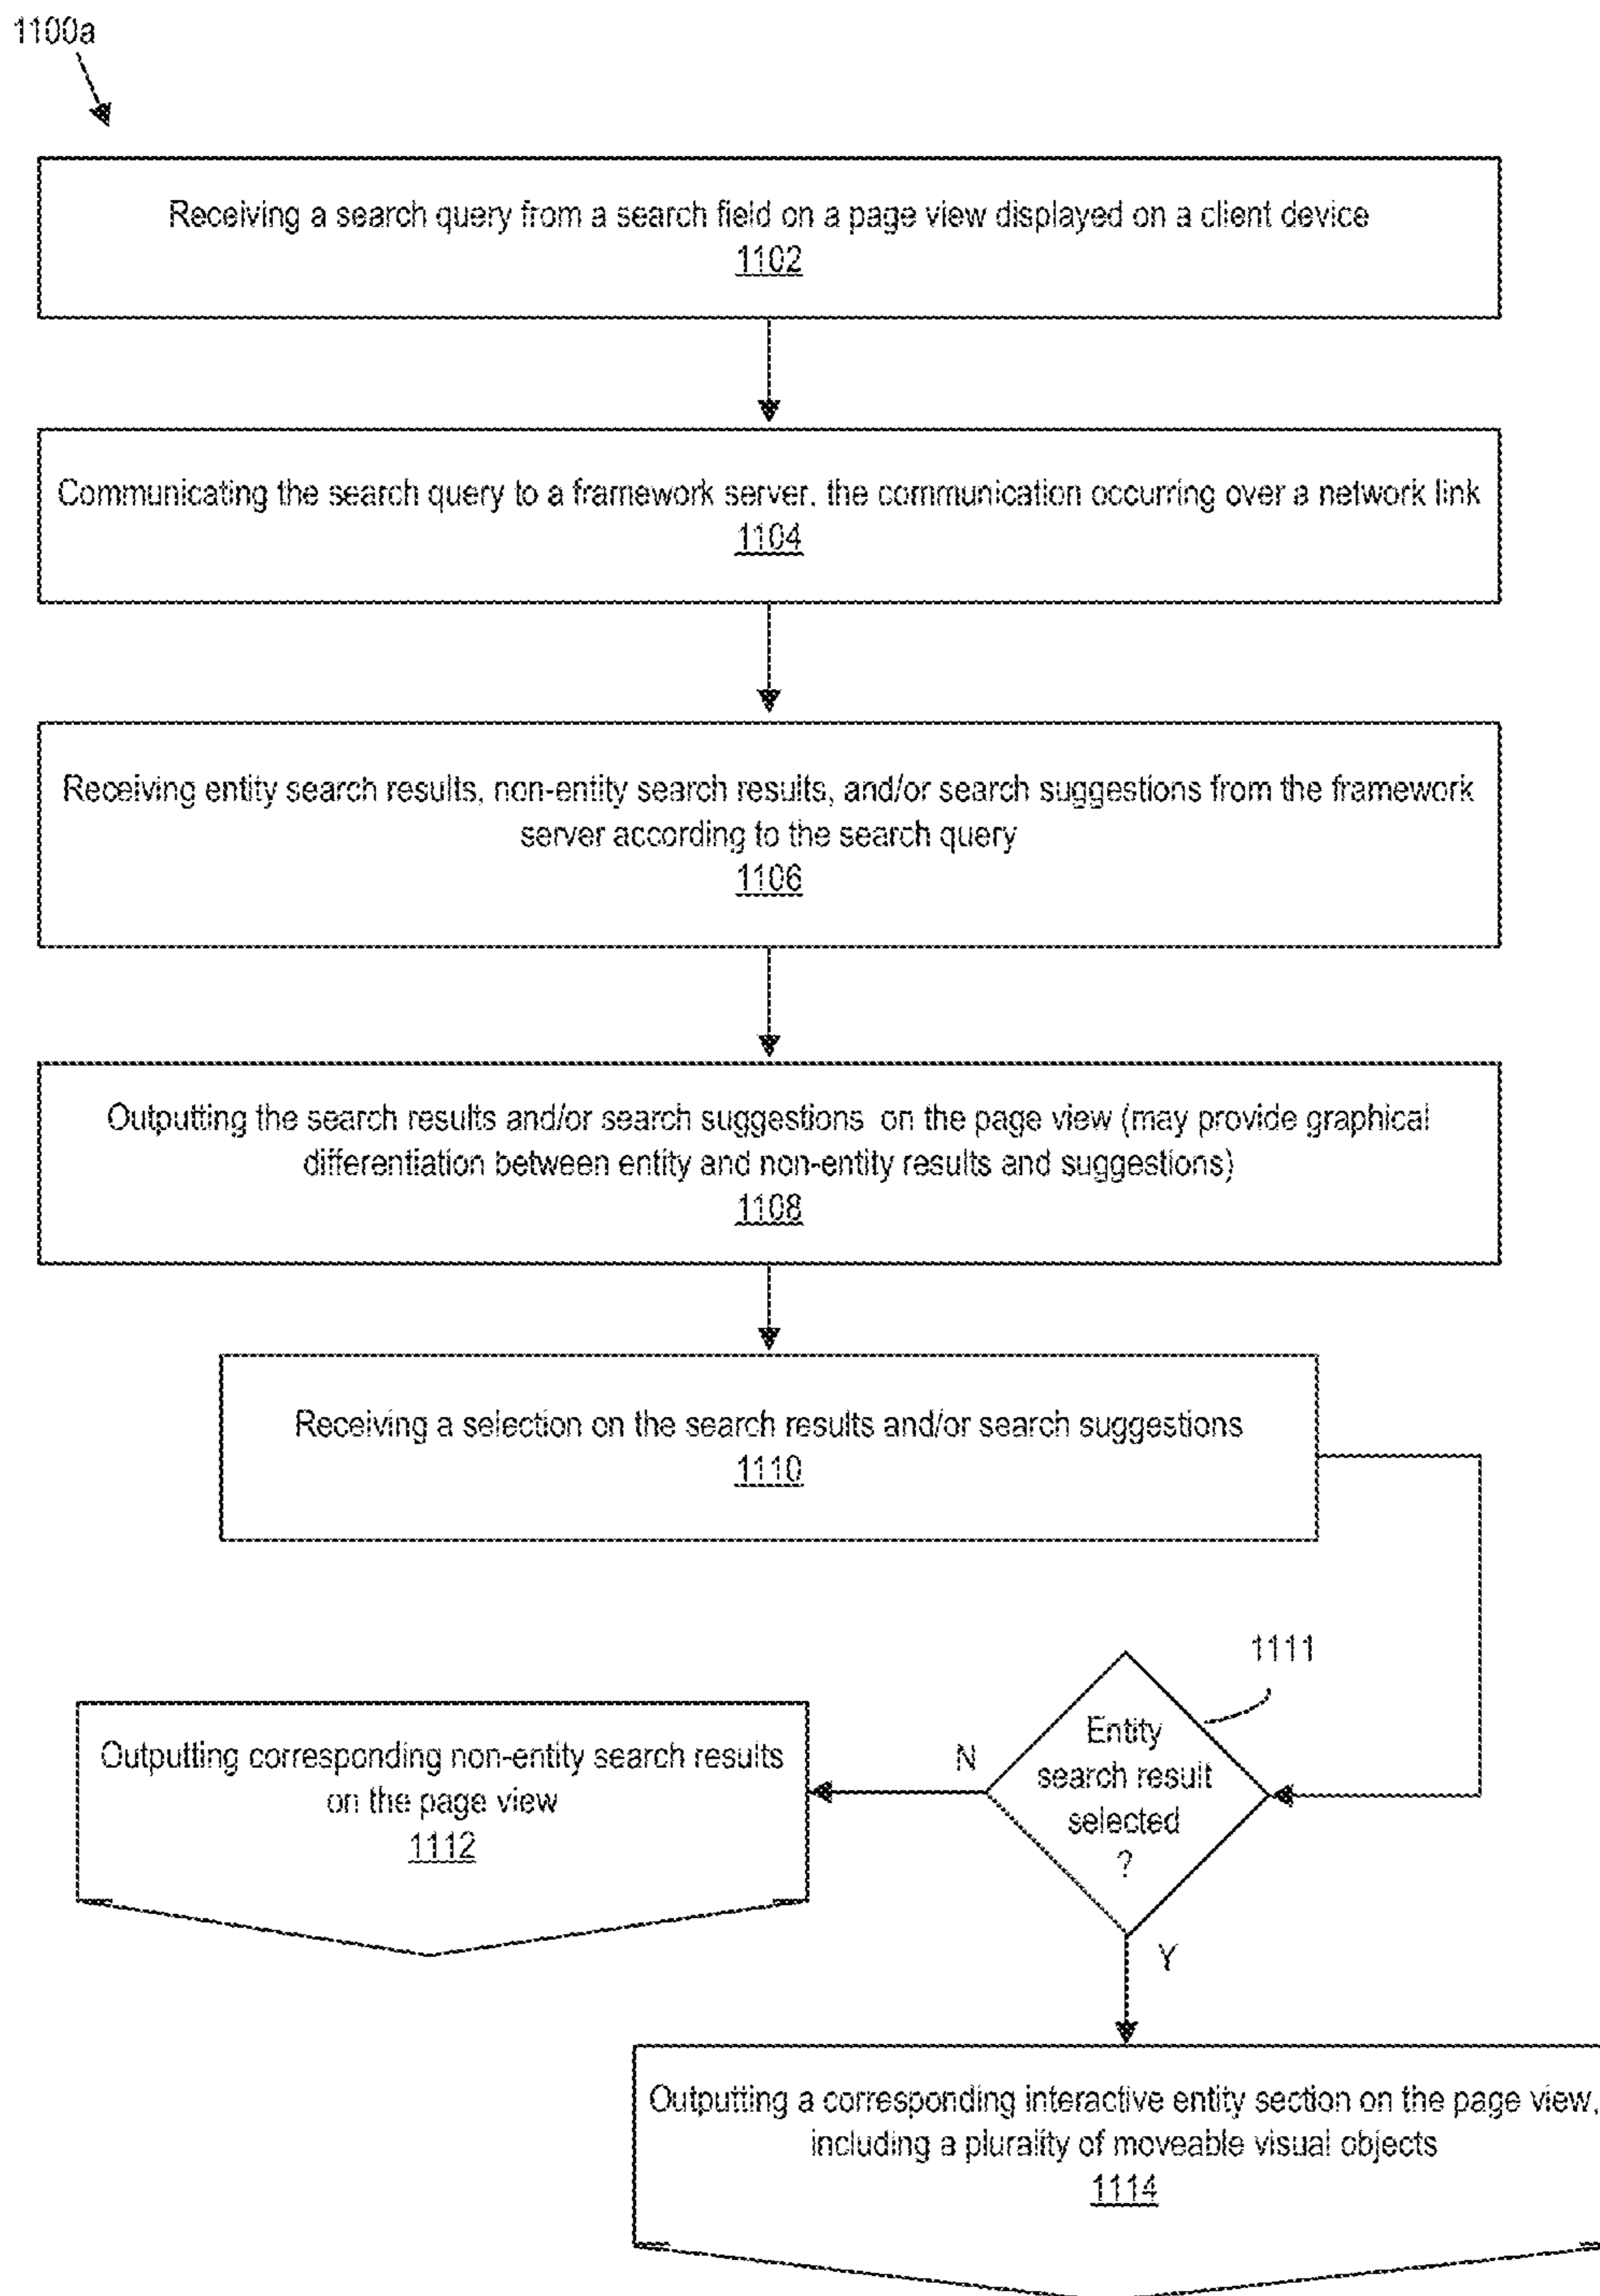 1100a
Receiving a search query from a search field on a page view displayed on a client device
1102
Communicating the search query to a framework server, the communication occurring over a network link
1104
Receiving entity search results, non-entity search results, and/or search suggestions from the framework
server according to the search query
1106
Outputting the search results and/or search suggestions on the page view (may provide graphical
differentiation between entity and non-entity results and suggestions)
1108
Receiving a selection on the search results and/or search suggestions
1110
1111
Entity
search result
selected
?
N
Outputting corresponding non-entity search results
on the page view
1112
Y
Outputting a corresponding interactive entity section on the page view,
including a plurality of moveable visual objects
1114